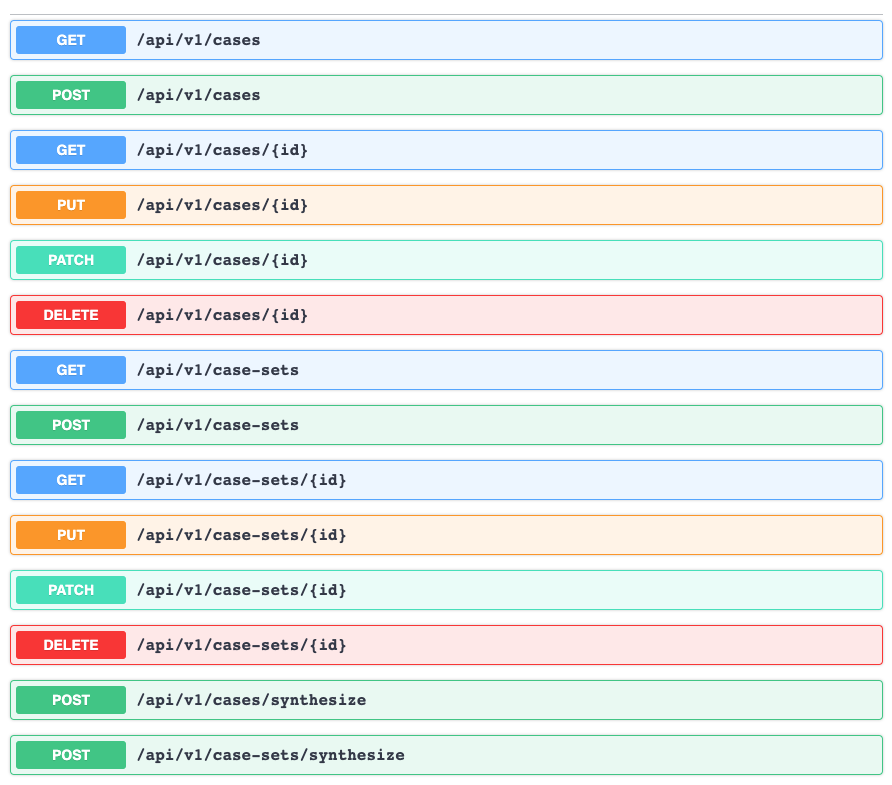 GET /api/v1/cases
POST /api/v1/cases
GET /api/v1/cases/{id}
PUT /api/v1/cases/{id}
PATCH /api/v1/cases/{id}
DELETE /api/v1/cases/{id}
GET /api/v1/case-sets
POST /api/v1/case-sets
GET /api/v1/case-sets/{id}
PUT /api/v1/case-sets/{id}
PATCH /api/v1/case-sets/{id}
DELETE /api/v1/case-sets/{id}
POST /api/v1/cases/synthesize
POST /api/v1/case-sets/synthesize